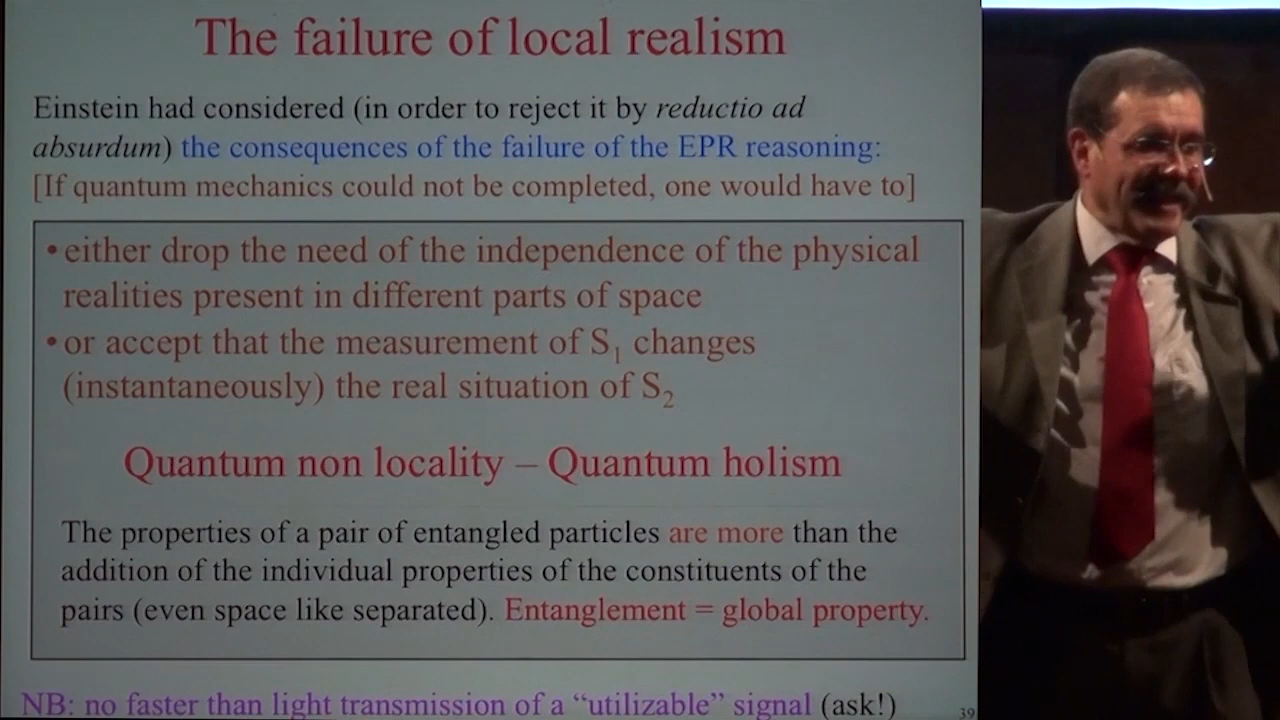 The failure of local realism
Einstein had considered (in order to reject it by reductio ad
absurdum) the consequences of the failure of the EPR reasoning:
[If quantum mechanics could not be completed, one would have to]
• either drop the need of the independence of the physical
realities present in different parts of space
• or accept that the measurement of S₁ changes
(instantaneously) the real situation of S₂
Quantum non locality – Quantum holism
The properties of a pair of entangled particles are more than the
addition of the individual properties of the constituents of the
pairs (even space like separated). Entanglement = global property.
NB: no faster than light transmission of a “utilizable” signal (ask!)
39